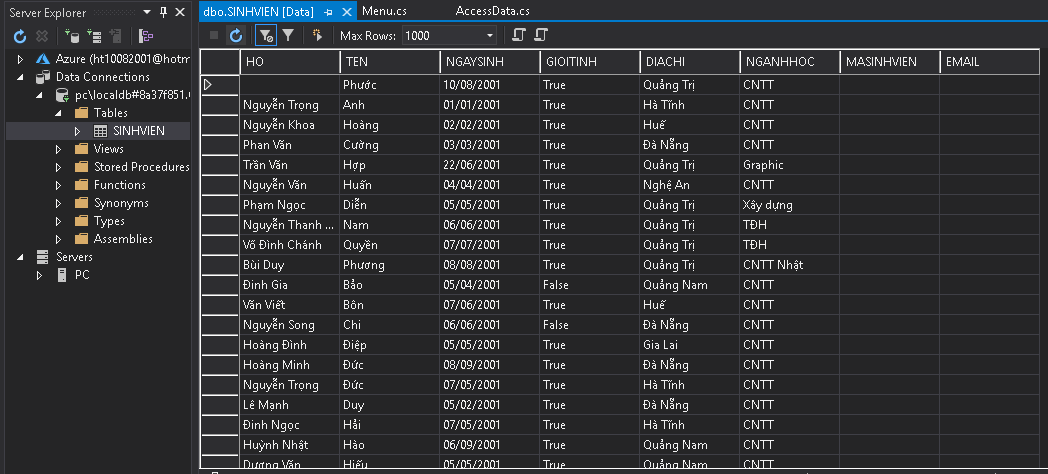 Server Explorer
dbo.SINHVIEN [Data]
Menu.cs
AccessData.cs
Max Rows: 1000
Azure (ht10082001@hotm
Data Connections
pc\localdb#8a37f851.
Tables
SINHVIEN
Views
Stored Procedures
Functions
Synonyms
Types
Assemblies
Servers
PC
HO TEN NGAYSINH GIOITINH DIACHI NGANHHOC MASINHVIEN EMAIL
Phước 10/08/2001 True Quảng Trị CNTT
Nguyễn Trọng Anh 01/01/2001 True Hà Tĩnh CNTT
Nguyễn Khoa Hoàng 02/02/2001 True Huế CNTT
Phan Văn Cường 03/03/2001 True Đà Nẵng CNTT
Trần Văn Hợp 22/06/2001 True Quảng Trị Graphic
Nguyễn Văn Huấn 04/04/2001 True Nghệ An CNTT
Phạm Ngọc Diễn 05/05/2001 True Quảng Trị Xây dựng
Nguyễn Thanh ... Nam 06/06/2001 True Quảng Trị TĐH
Võ Đình Chánh Quyền 07/07/2001 True Quảng Trị TĐH
Bùi Duy Phương 08/08/2001 True Quảng Trị CNTT Nhật
Đinh Gia Bảo 05/04/2001 False Quảng Nam CNTT
Văn Viết Bôn 07/06/2001 True Huế CNTT
Nguyễn Song Chi 06/06/2001 False Đà Nẵng CNTT
Hoàng Đình Điệp 05/05/2001 True Gia Lai CNTT
Hoàng Minh Đức 08/09/2001 True Đà Nẵng CNTT
Nguyễn Trọng Đức 07/05/2001 True Hà Tĩnh CNTT
Lê Mạnh Duy 05/02/2001 True Đà Nẵng CNTT
Đinh Ngọc Hải 07/05/2001 True Hà Tĩnh CNTT
Huỳnh Nhật Hào 06/09/2001 True Quảng Nam CNTT
Dương Văn Hiếu 05/05/2001 True Quảng Nam CNTT